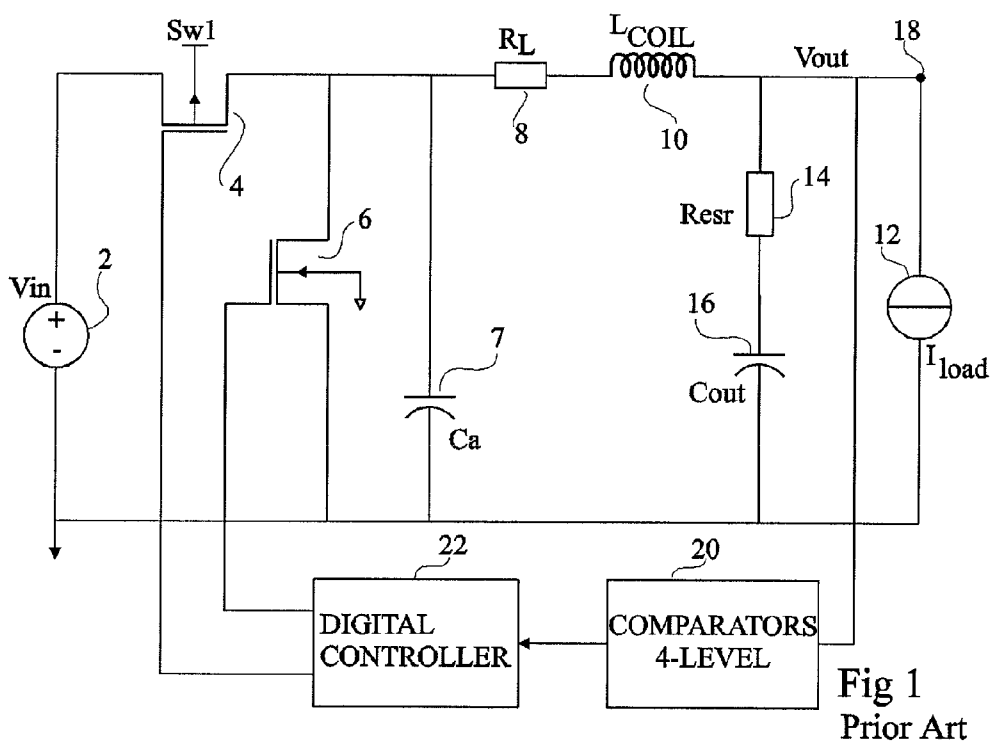 Sw1
R_L
L_COIL
Vout
18
8
10
4
14
Resr
6
12
2
Vin
+
-
16
7
I_load
Cout
Ca
22
20
DIGITAL
CONTROLLER
COMPARATORS
4-LEVEL
Fig 1
Prior Art